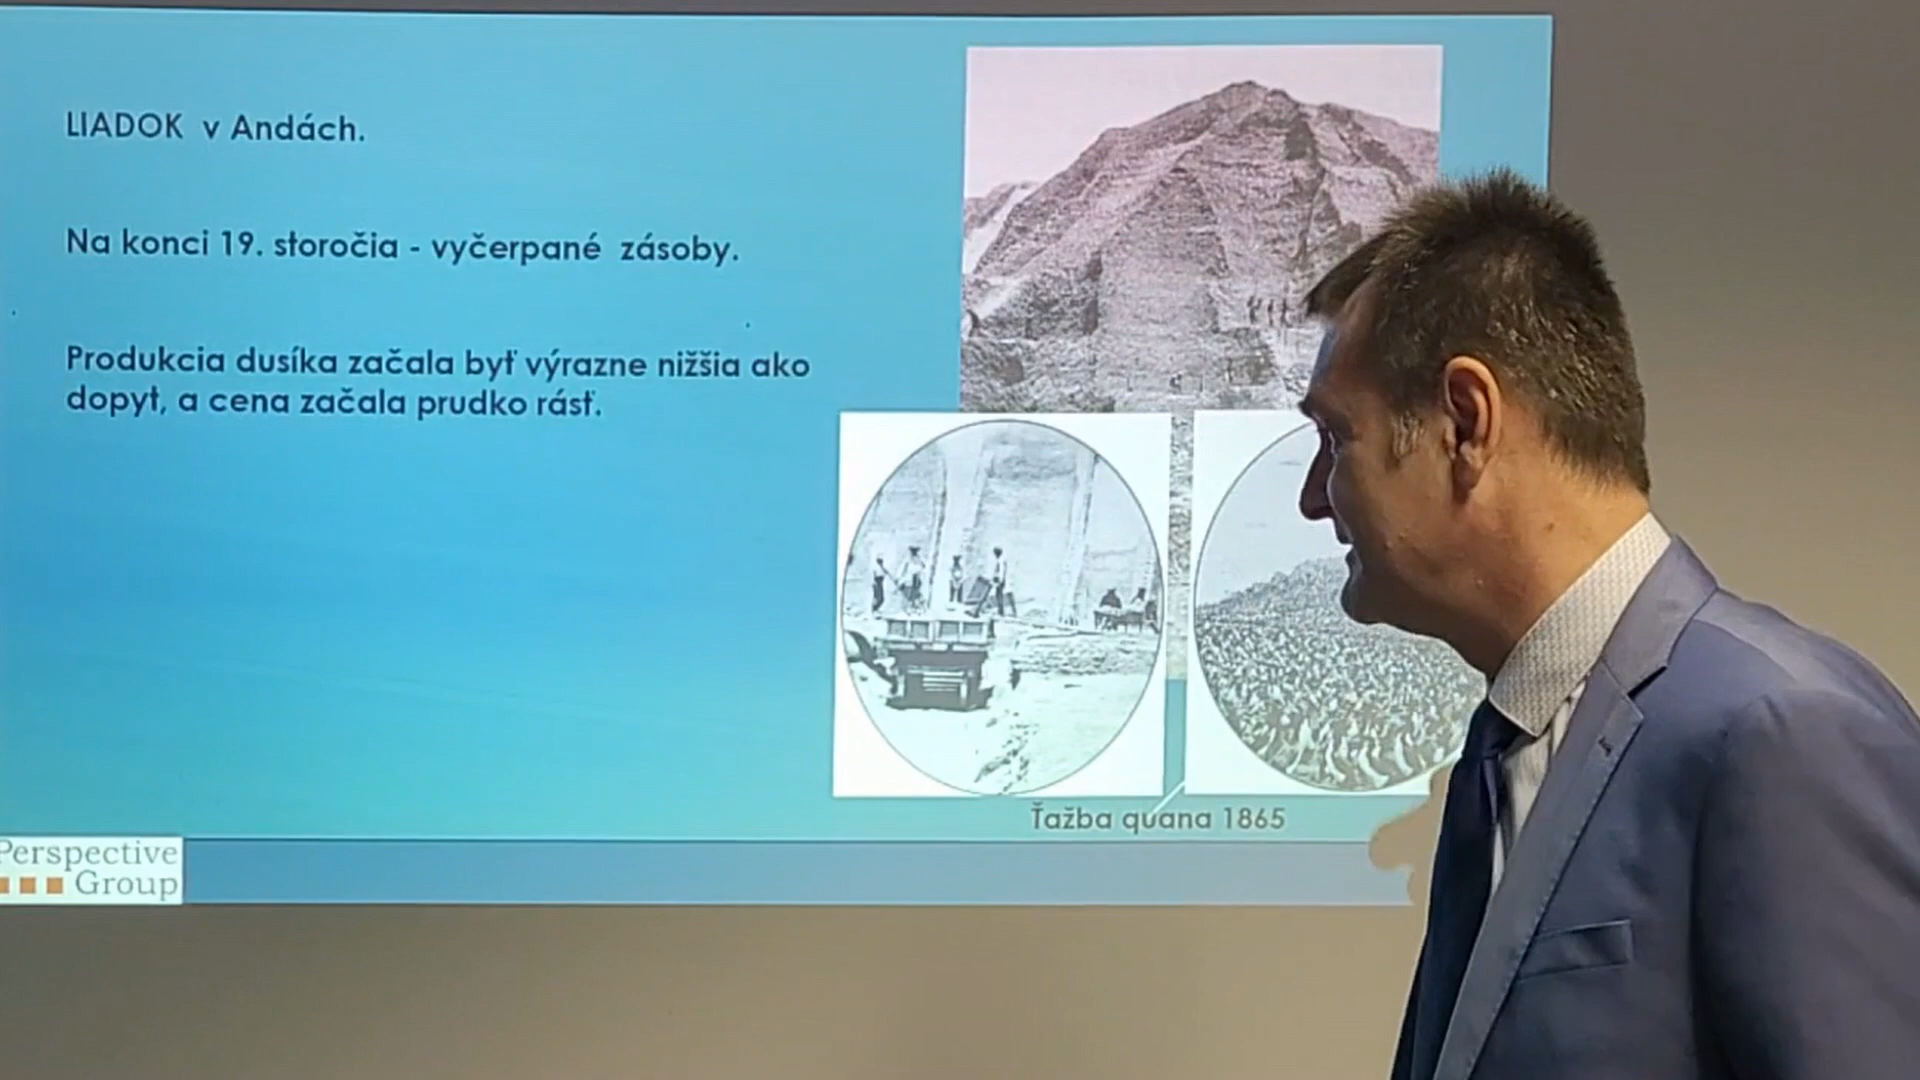 LIADOK v Andách.
Na konci 19. storočia - vyčerpané zásoby.
Produkcia dusíka začala byť výrazne nižšia ako
dopyt, a cena začala prudko rásť.
Ťažba quana 1865
Perspective
Group